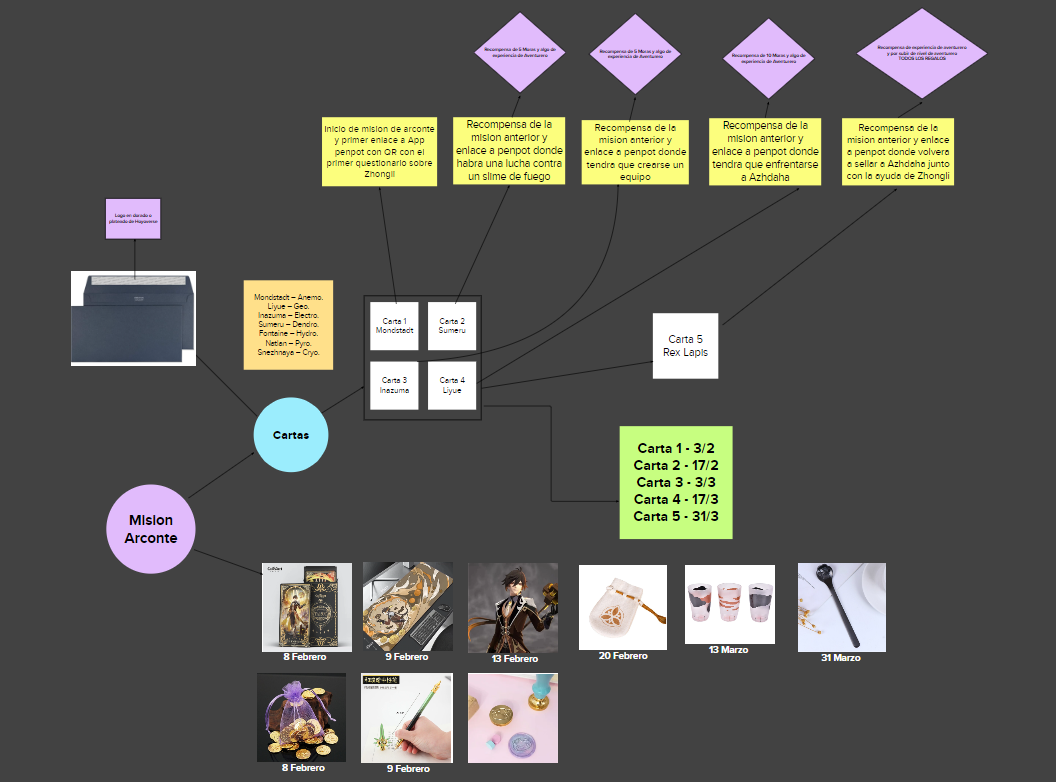 Recompensa de 5 Moras y algo de
experiencia de Aventurero
Recompensa de 5 Moras y algo de
experiencia de Aventurero
Recompensa de 10 Moras y algo de
experiencia de Aventurero
Recompensa de experiencia de aventurero
y por subir de nivel de aventurero
TODOS LOS REGALOS
Inicio de mision de arconte
y primer enlace a App
penpot con QR con el
primer questionario sobre
Zhongli
Recompensa de la
mision anterior y
enlace a penpot donde
habra una lucha contra
un slime de fuego
Recompensa de la
mision anterior y
enlace a penpot donde
tendra que crearse un
equipo
Recompensa de la
mision anterior y
enlace a penpot donde
tendra que enfrentarse
a Azhdaha
Recompensa de la
mision anterior y enlace
a penpot donde volvera
a sellar a Azhdaha junto
con la ayuda de Zhongli
Logo en dorado o
plateado de Hoyoverse
Mondstadt – Anemo.
Liyue – Geo.
Inazuma – Electro.
Sumeru – Dendro.
Fontaine – Hydro.
Natlan – Pyro.
Snezhnaya – Cryo.
Carta 1
Mondstadt
Carta 2
Sumeru
Carta 3
Inazuma
Carta 4
Liyue
Carta 5
Rex Lapis
Cartas
Carta 1 - 3/2
Carta 2 - 17/2
Carta 3 - 3/3
Carta 4 - 17/3
Carta 5 - 31/3
Mision
Arconte
8 Febrero
9 Febrero
13 Febrero
20 Febrero
13 Marzo
31 Marzo
8 Febrero
9 Febrero